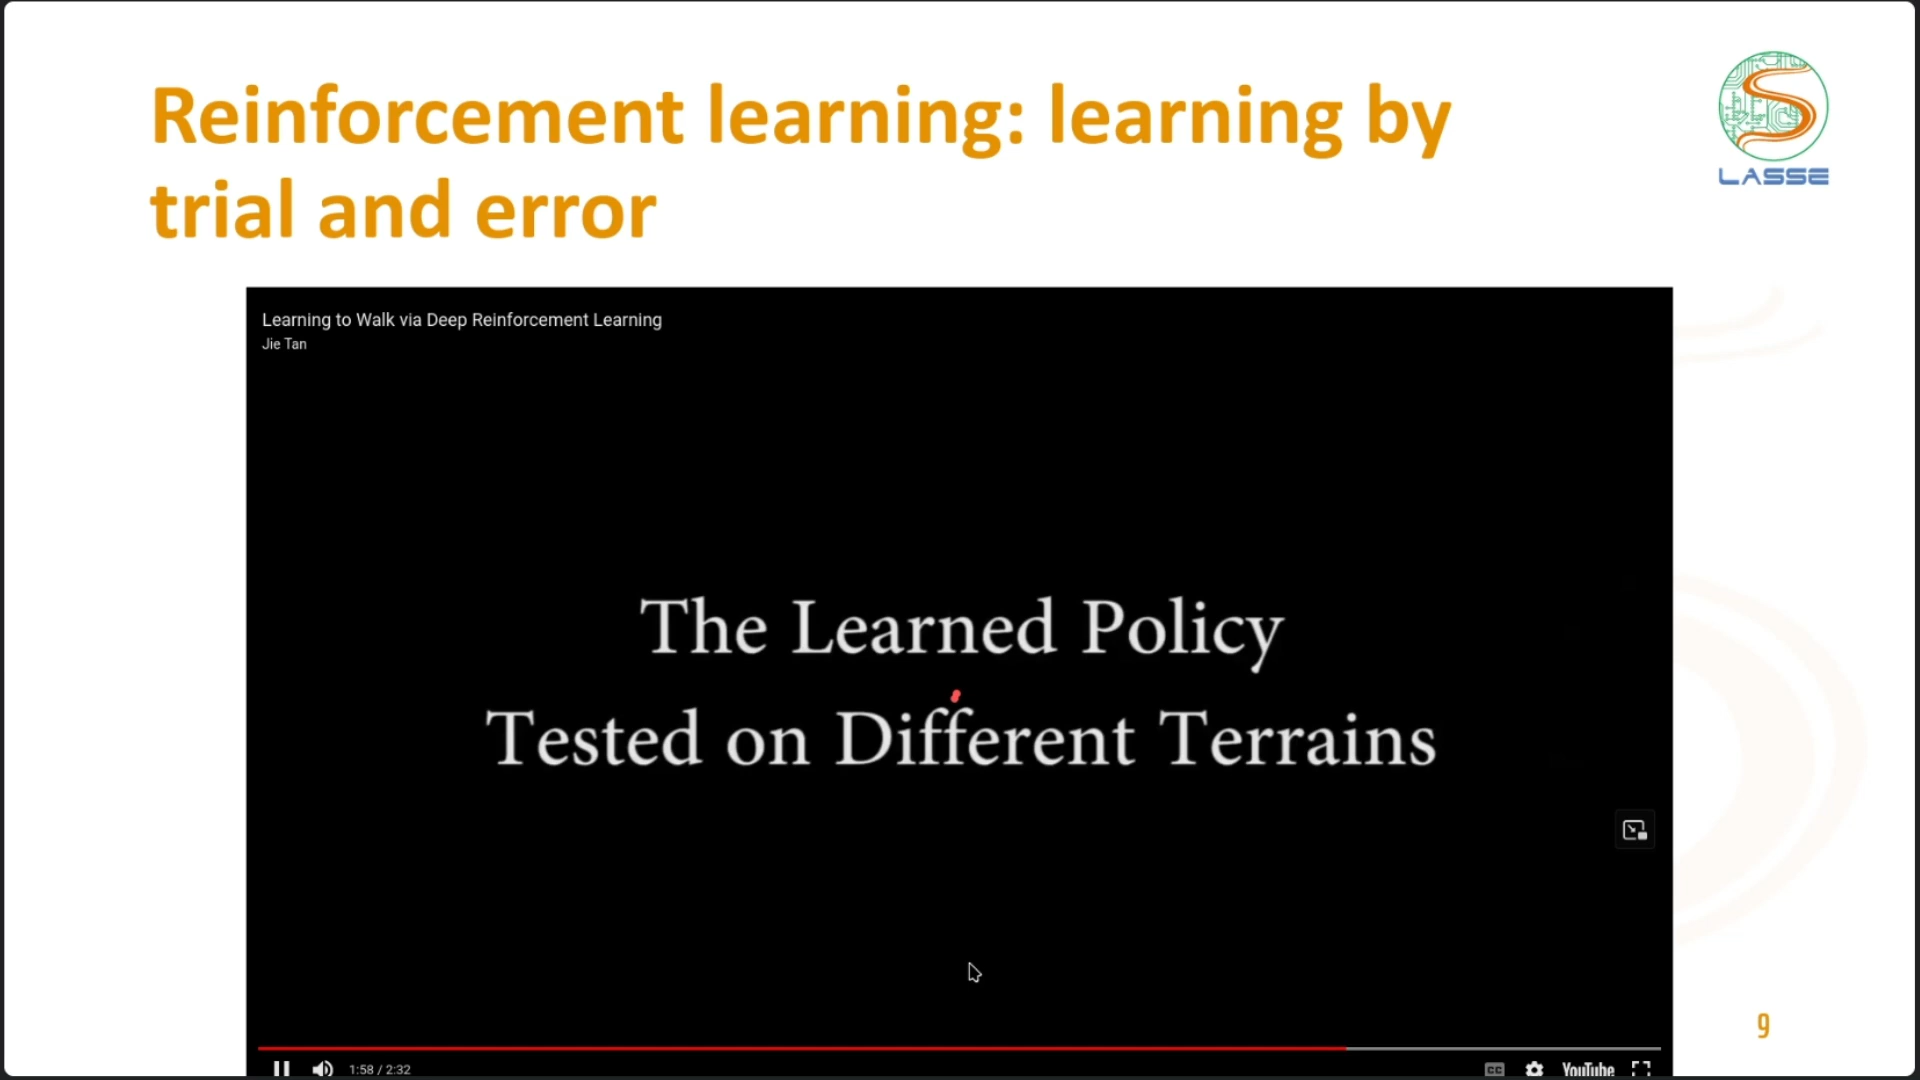 Reinforcement learning: learning by
trial and error
LASSE
Learning to Walk via Deep Reinforcement Learning
Jie Tan
The Learned Policy
Tested on Different Terrains
1:58 / 2:32
CC
YouTube
9